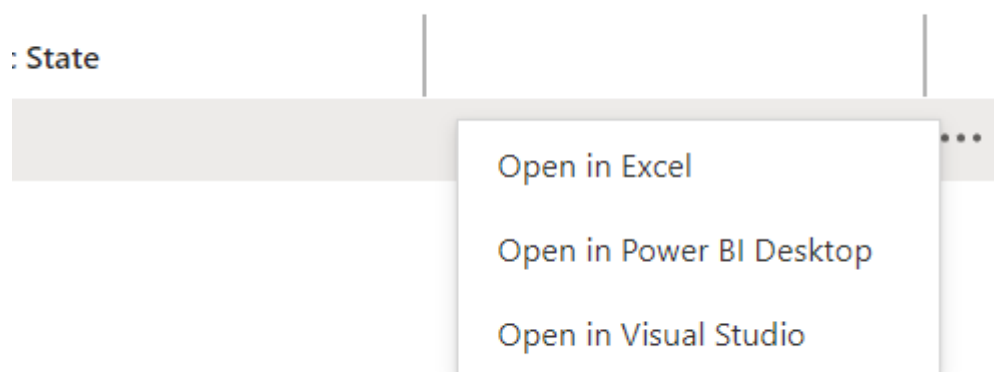 : State
Open in Excel
Open in Power BI Desktop
Open in Visual Studio